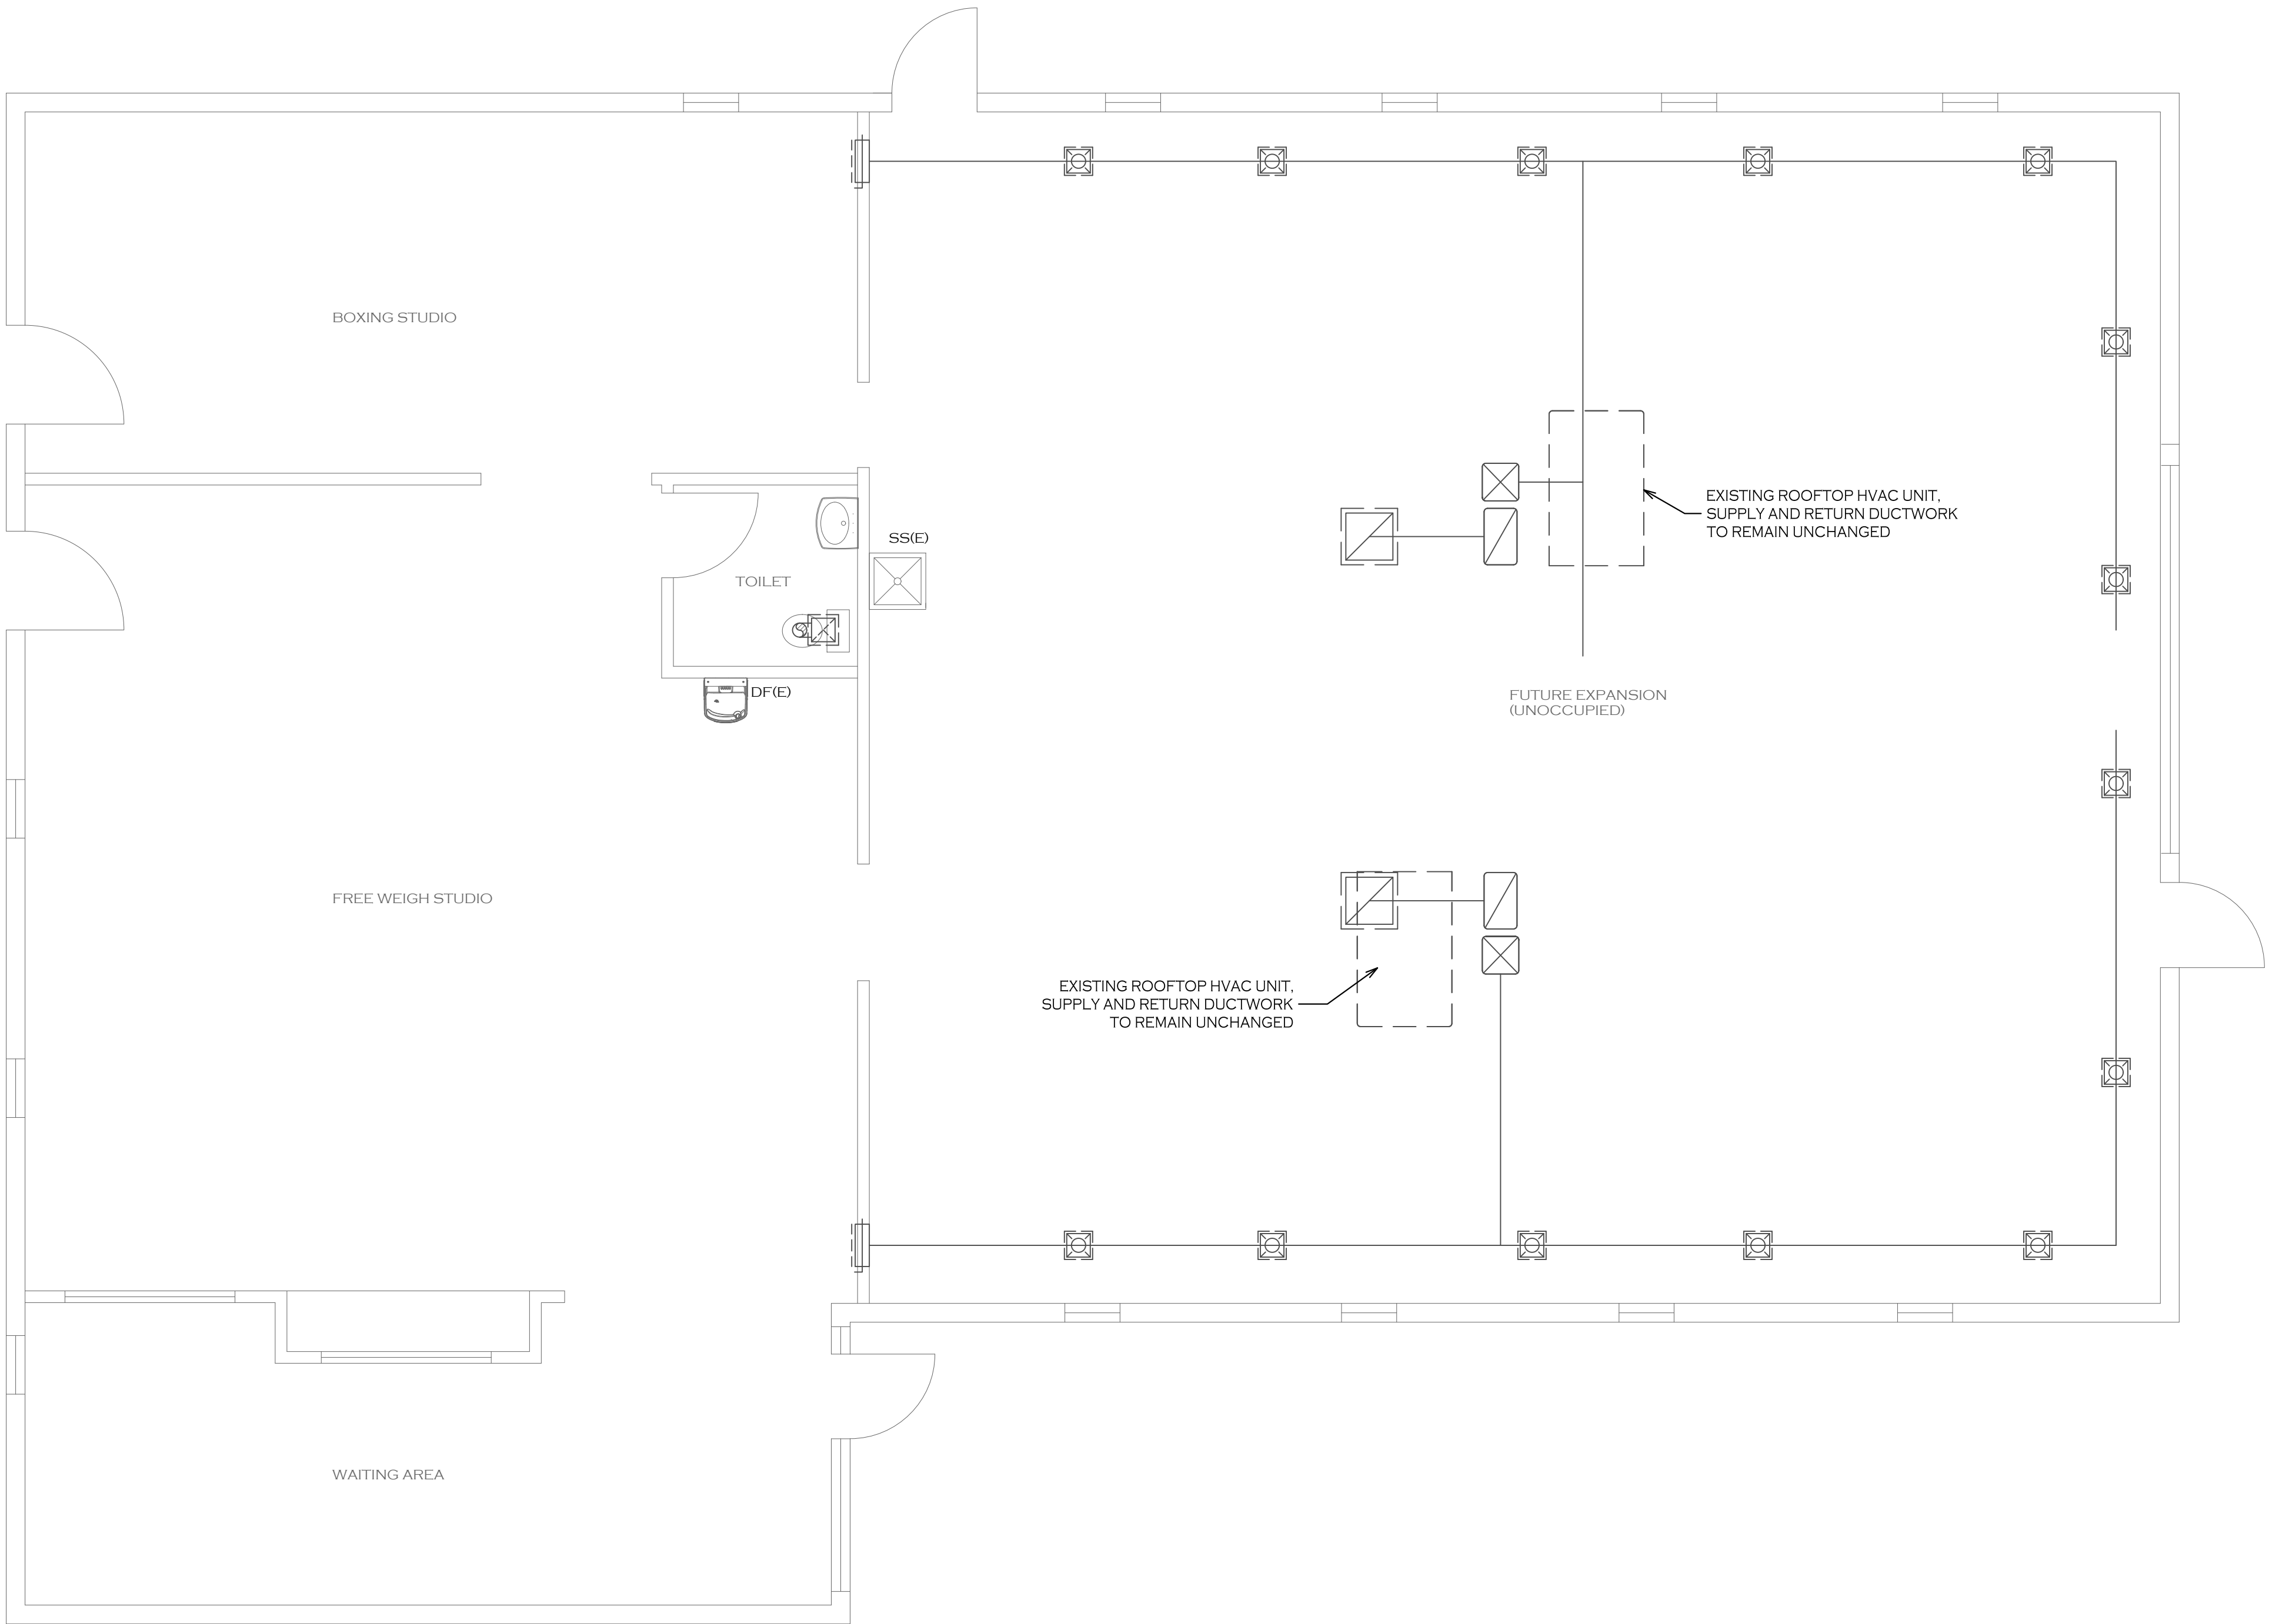 BOXING STUDIO
EXISTING ROOFTOP HVAC UNIT,
SUPPLY AND RETURN DUCTWORK
TO REMAIN UNCHANGED
SS(E)
TOILET
DF(E)
FUTURE EXPANSION
(UNOCCUPIED)
FREE WEIGH STUDIO
EXISTING ROOFTOP HVAC UNIT,
SUPPLY AND RETURN DUCTWORK
TO REMAIN UNCHANGED
WAITING AREA